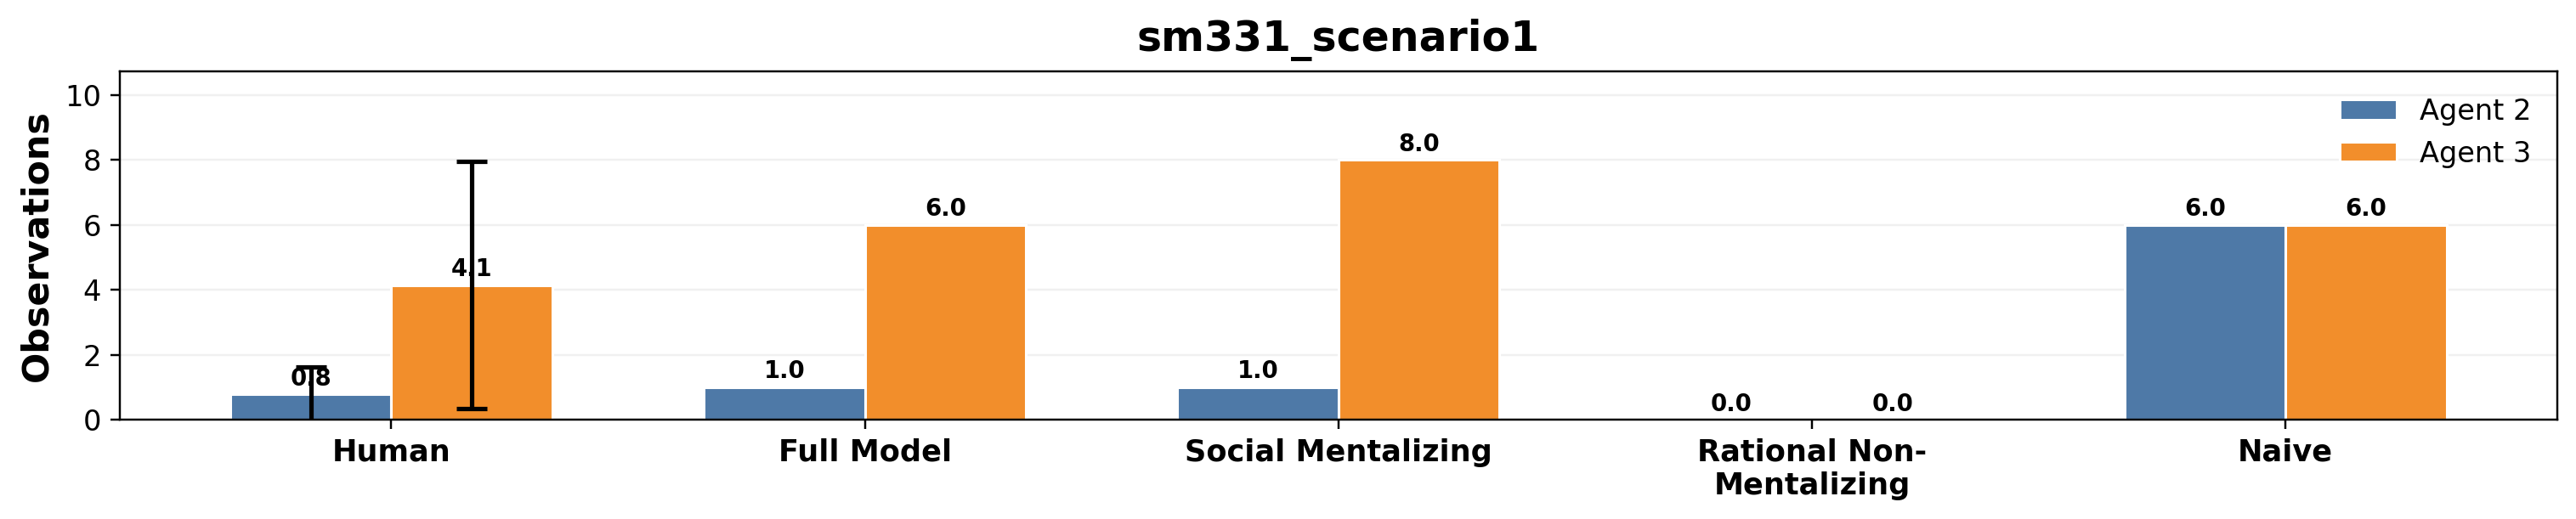 sm331_scenario1
Observations
10
8
6
4
2
0
Agent 2
Agent 3
0.8
4.1
1.0
6.0
1.0
8.0
0.0
0.0
6.0
6.0
Human
Full Model
Social Mentalizing
Rational Non-
Mentalizing
Naive